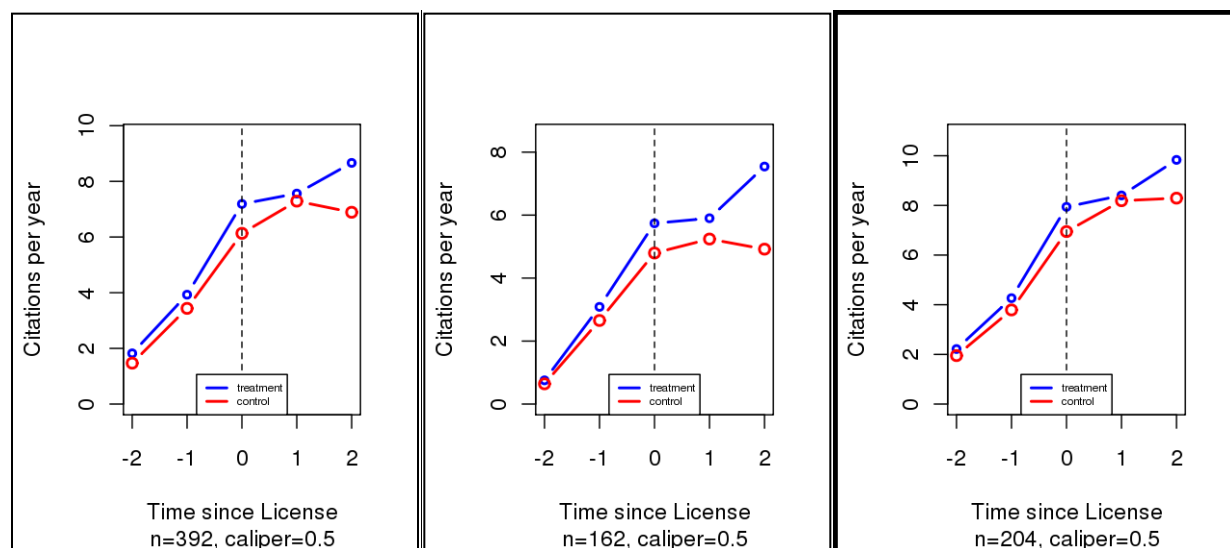 Citations per year
10
8
6
4
2
0
treatment
control
-2 -1 0 1 2
Time since License
n=392, caliper=0.5
Citations per year
8
6
4
2
0
treatment
control
-2 -1 0 1 2
Time since License
n=162, caliper=0.5
Citations per year
10
8
6
4
2
0
treatment
control
-2 -1 0 1 2
Time since License
n=204, caliper=0.5